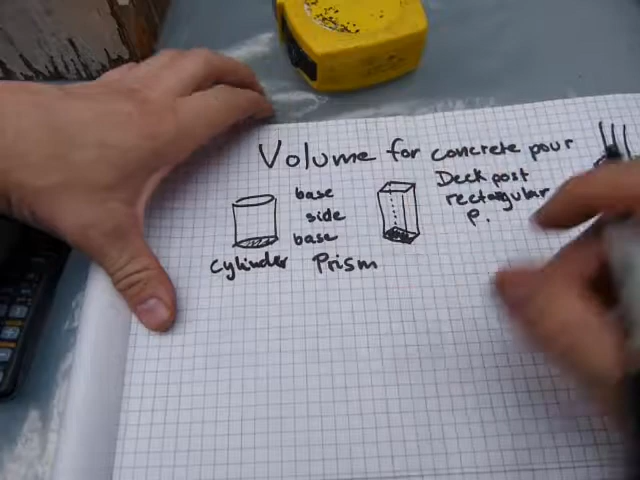 Volume for concrete pour
base
side
base
Cylinder Prism
Deck post
rectangular
P.